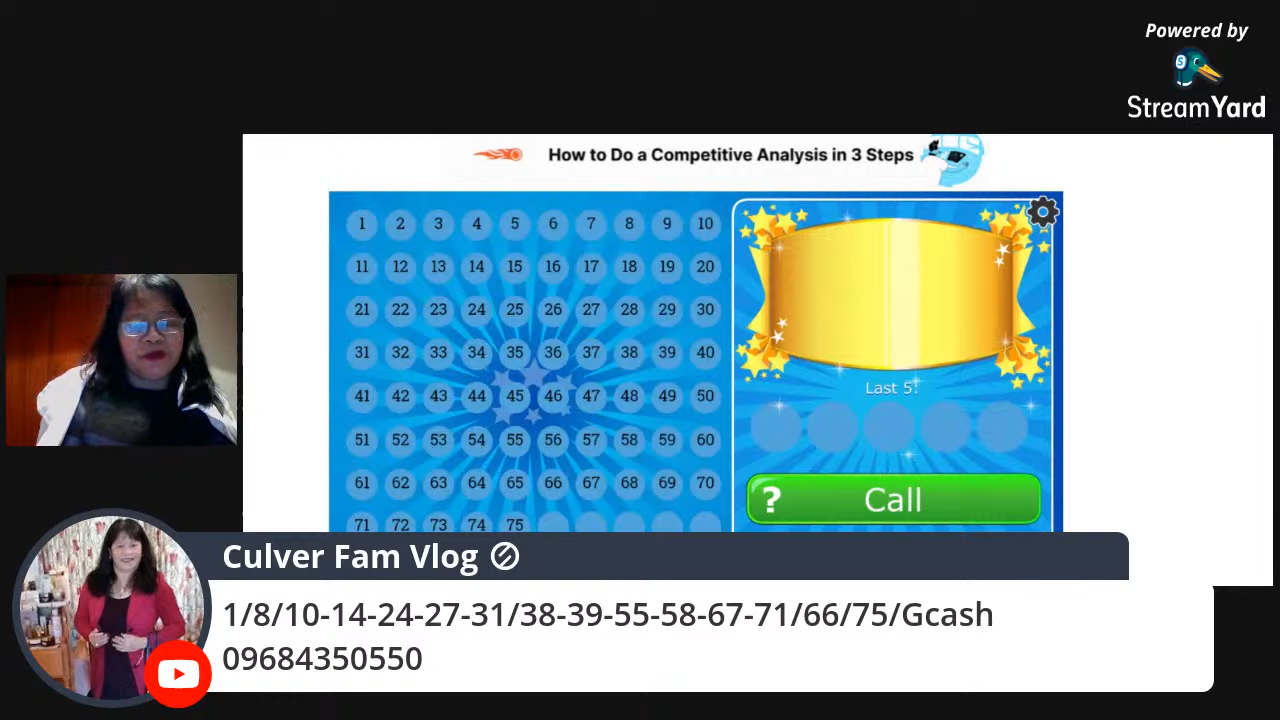 Powered by
StreamYard
How to Do a Competitive Analysis in 3 Steps
1 2 3 4 5 6 7 8 9 10
11 12 13 14 15 16 17 18 19 20
21 22 23 24 25 26 27 28 29 30
31 32 33 34 35 36 37 38 39 40
41 42 43 44 45 46 47 48 49 50
51 52 53 54 55 56 57 58 59 60
61 62 63 64 65 66 67 68 69 70
71 72 73 74 75
Last 5:
? Call
Culver Fam Vlog
1/8/10-14-24-27-31/38-39-55-58-67-71/66/75/Gcash
09684350550